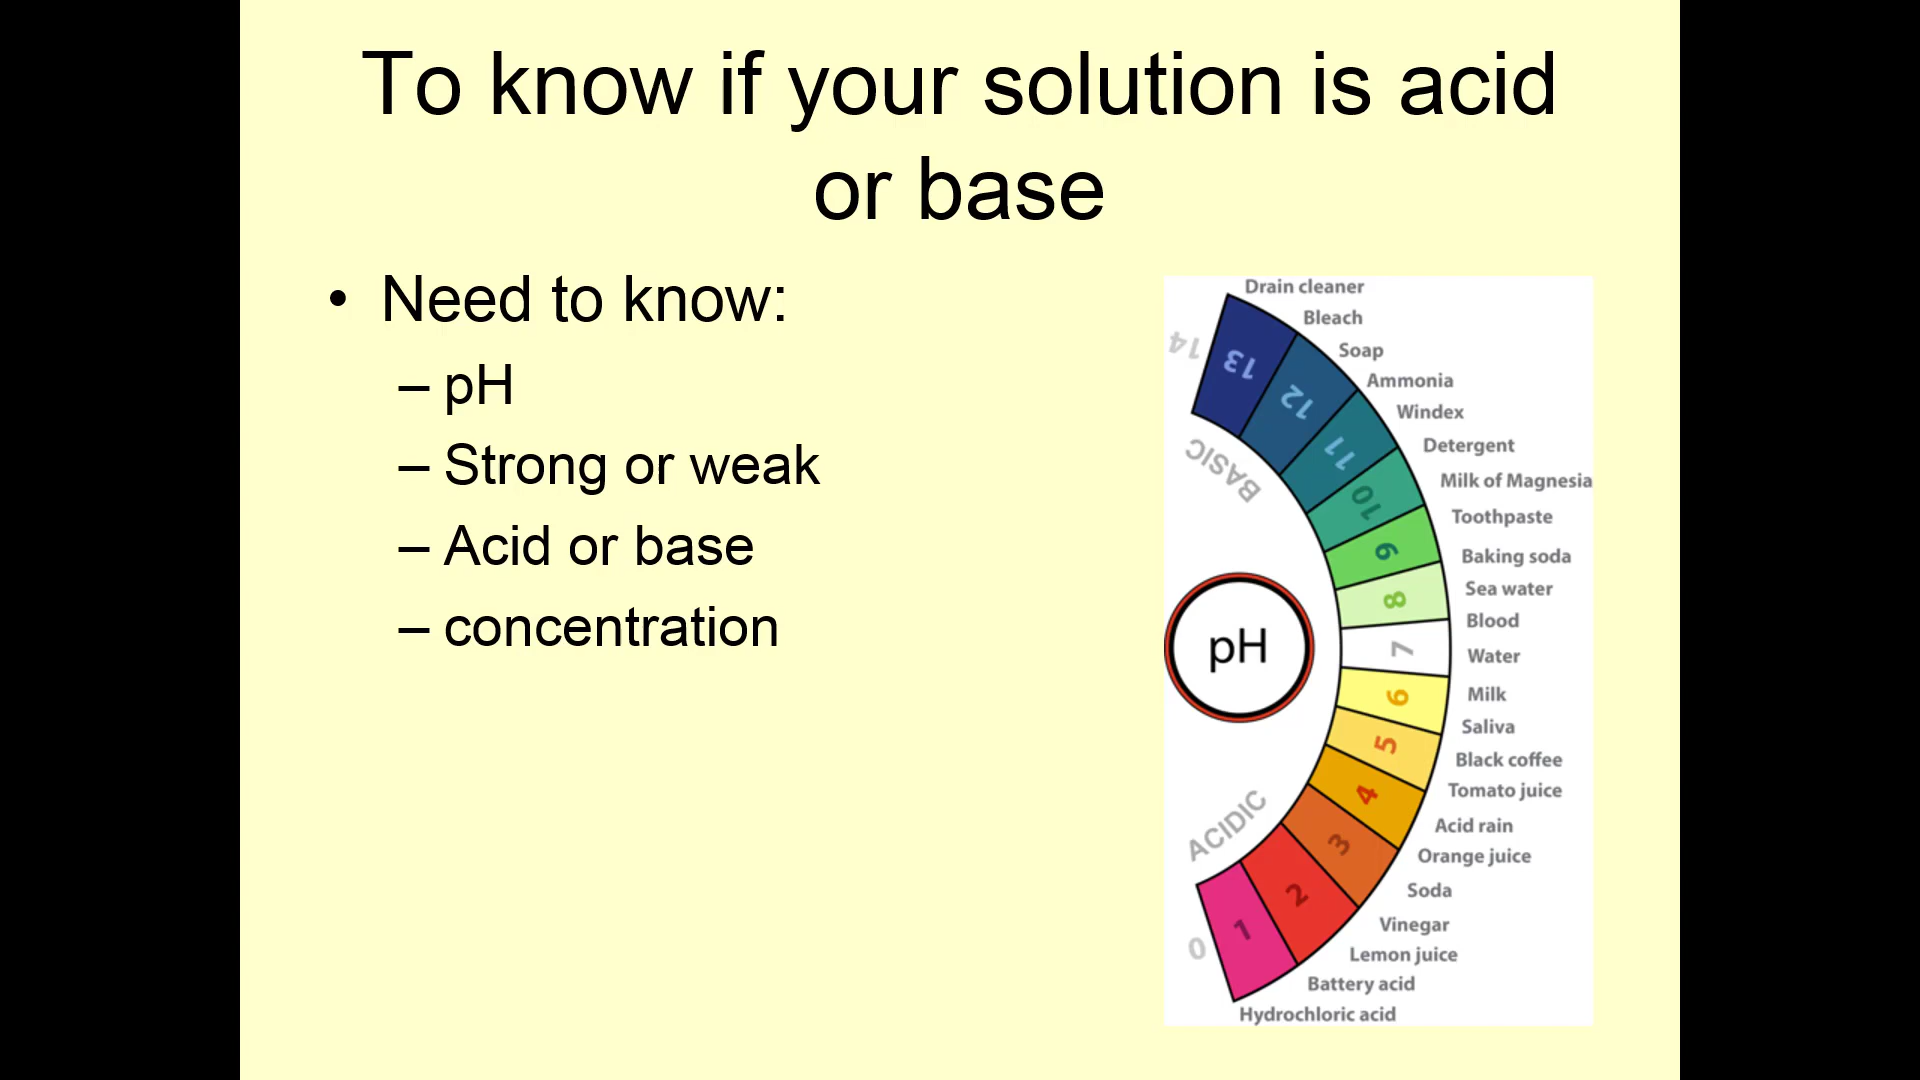 To know if your solution is acid
or base
• Need to know:
– pH
– Strong or weak
– Acid or base
– concentration
Drain cleaner
Bleach
Soap
Ammonia
Windex
Detergent
Milk of Magnesia
Toothpaste
Baking soda
Sea water
Blood
Water
Milk
Saliva
Black coffee
Tomato juice
Acid rain
Orange juice
Soda
Vinegar
Lemon juice
Battery acid
Hydrochloric acid
14
13
12
11
10
9
8
7
6
5
4
3
2
1
0
BASIC
pH
ACIDIC